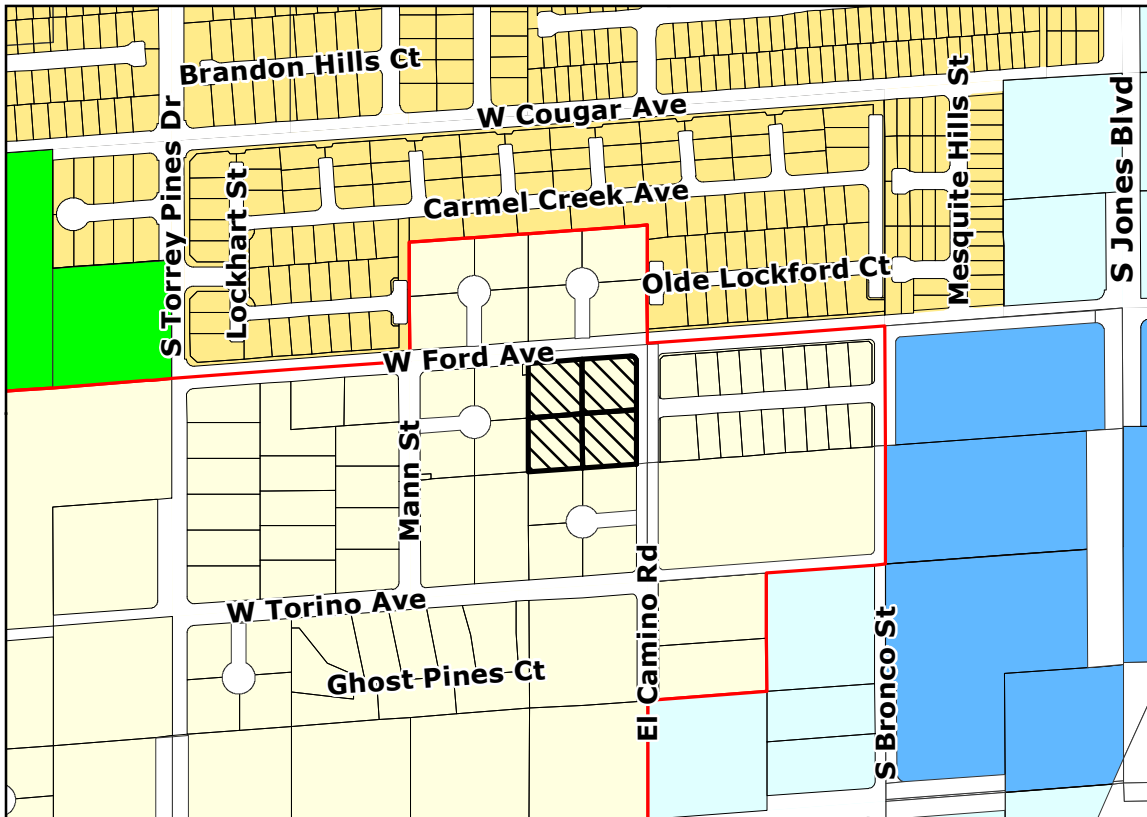 Brandon Hills Ct
W Cougar Ave
S Torrey Pines Dr
Lockhart St
Carmel Creek Ave
Mesquite Hills St
S Jones Blvd
Olde Lockford Ct
W Ford Ave
Mann St
W Torino Ave
Ghost Pines Ct
El Camino Rd
S Bronco St